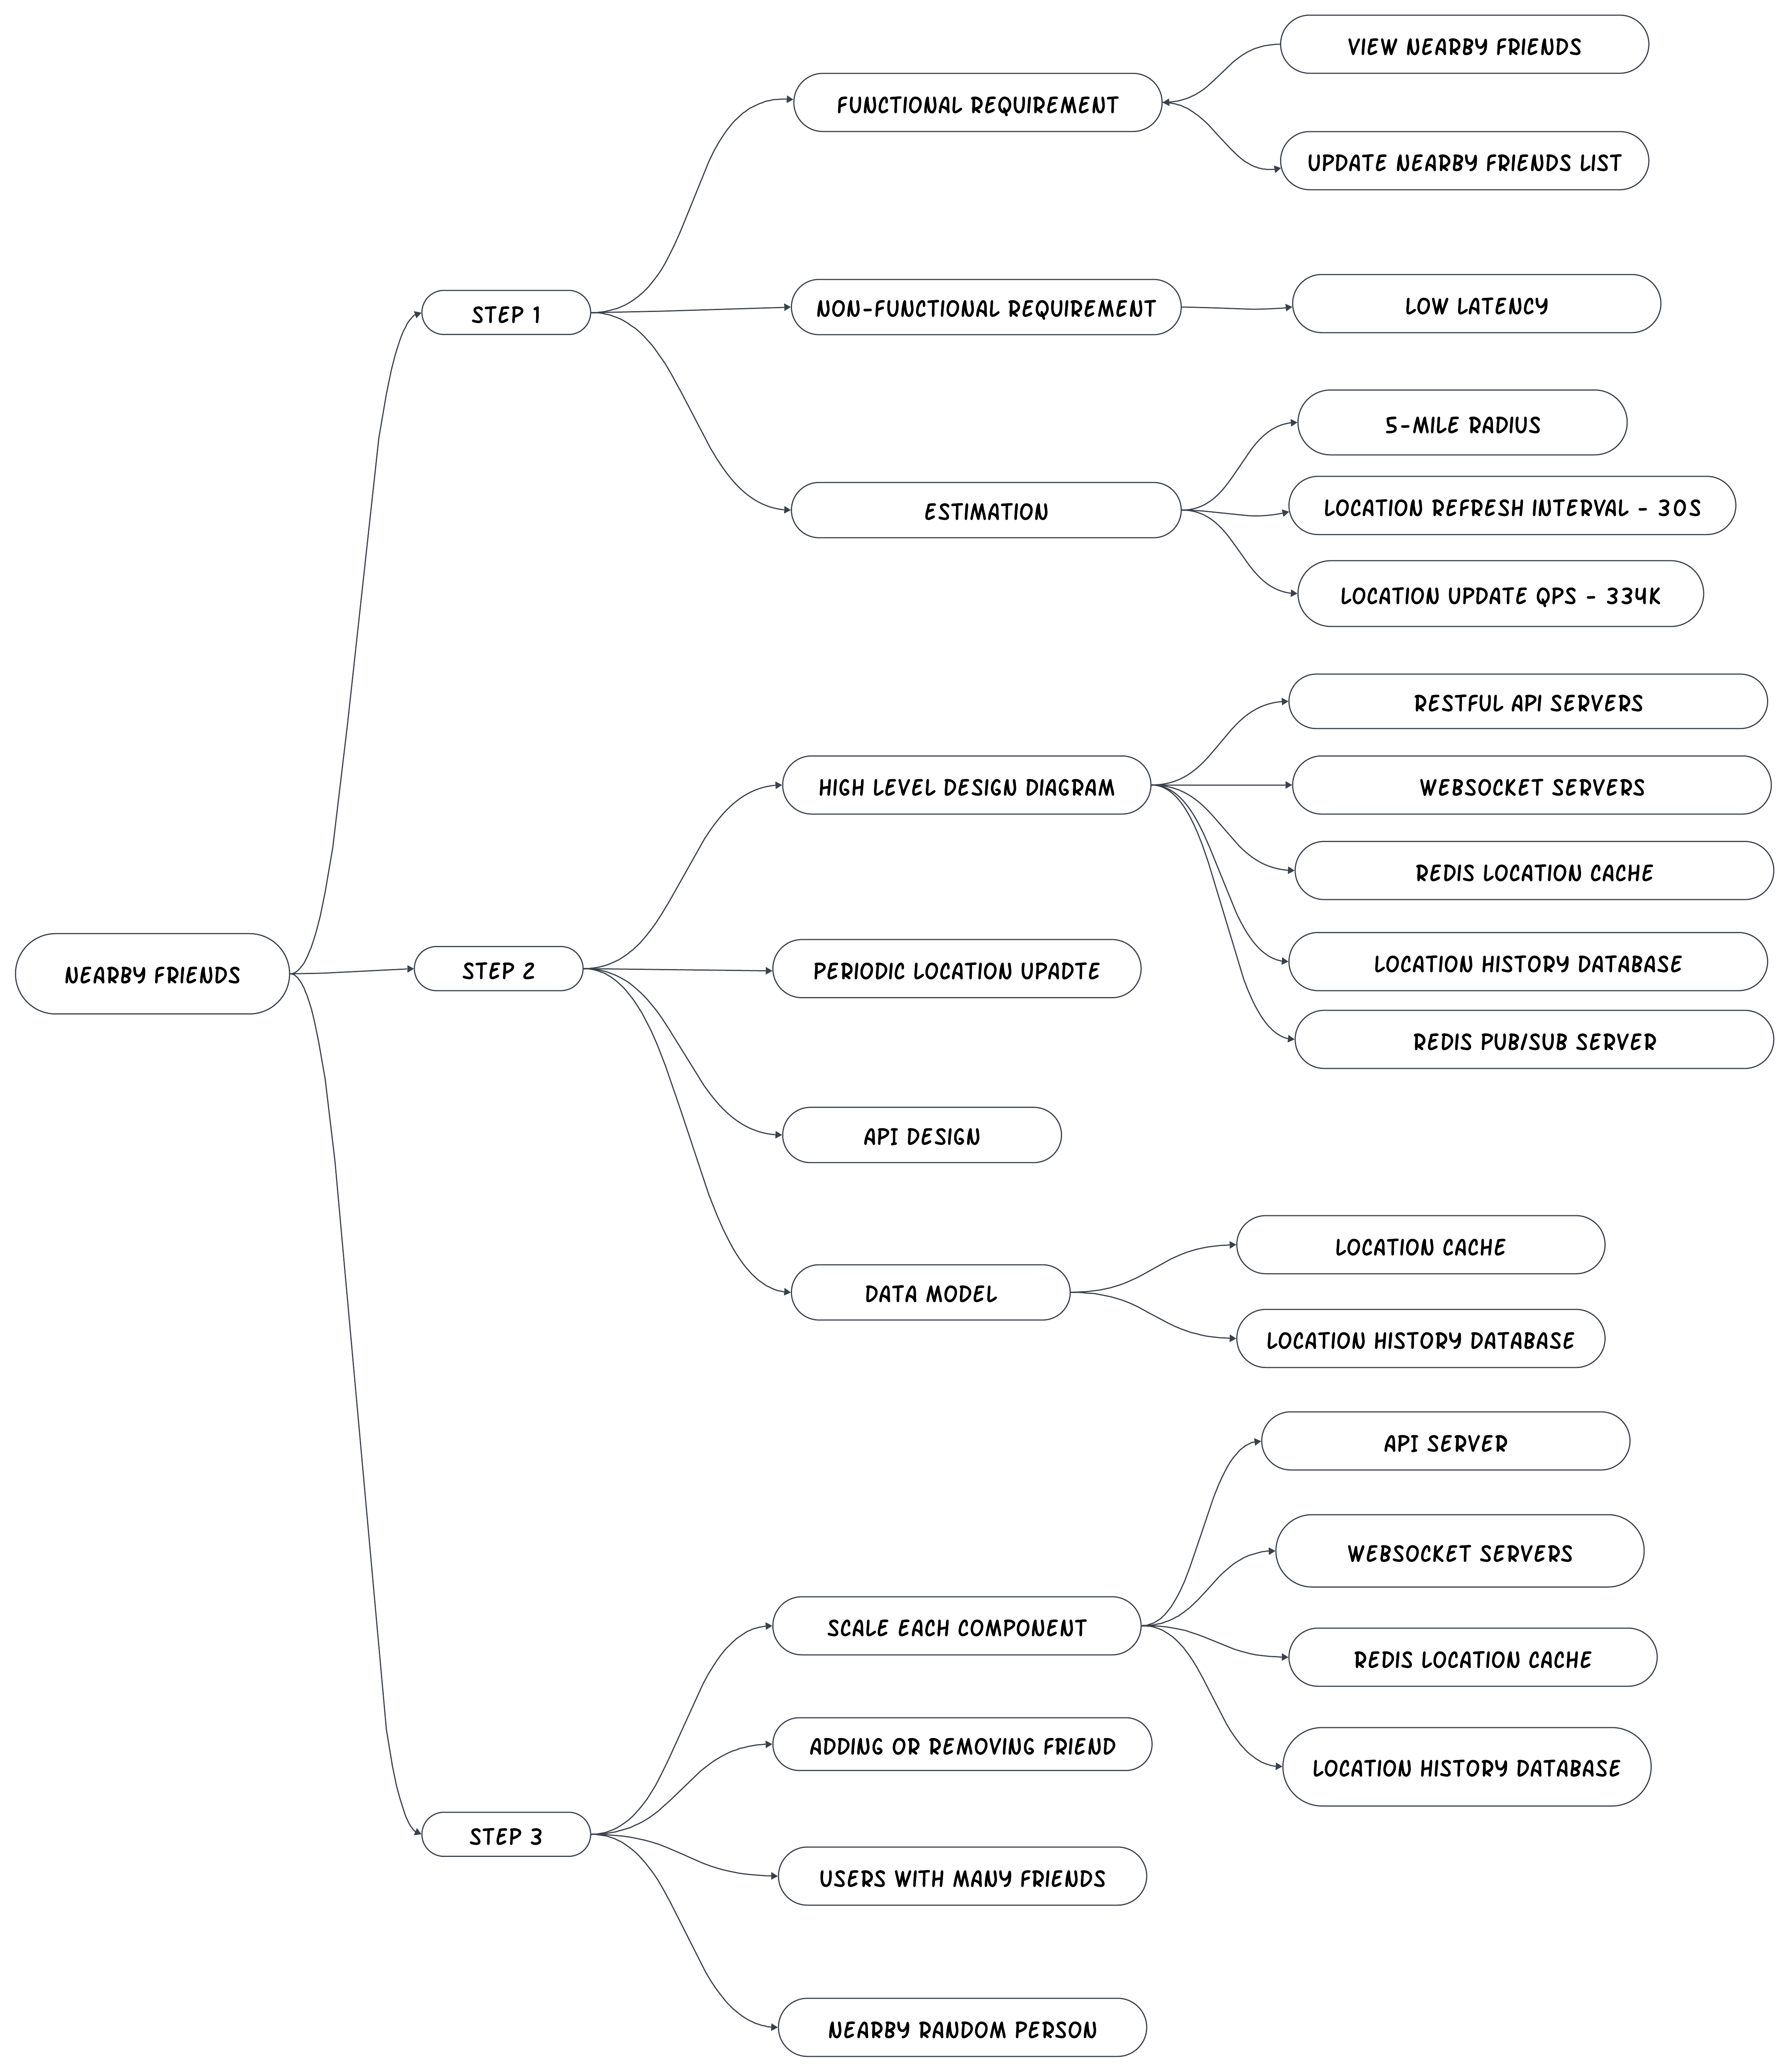 NEARBY FRIENDS
STEP 1
FUNCTIONAL REQUIREMENT
VIEW NEARBY FRIENDS
UPDATE NEARBY FRIENDS LIST
NON-FUNCTIONAL REQUIREMENT
LOW LATENCY
ESTIMATION
5-MILE RADIUS
LOCATION REFRESH INTERVAL - 30S
LOCATION UPDATE QPS - 334K
STEP 2
HIGH LEVEL DESIGN DIAGRAM
RESTFUL API SERVERS
WEBSOCKET SERVERS
REDIS LOCATION CACHE
LOCATION HISTORY DATABASE
REDIS PUB/SUB SERVER
PERIODIC LOCATION UPADTE
API DESIGN
DATA MODEL
LOCATION CACHE
LOCATION HISTORY DATABASE
STEP 3
SCALE EACH COMPONENT
API SERVER
WEBSOCKET SERVERS
REDIS LOCATION CACHE
LOCATION HISTORY DATABASE
ADDING OR REMOVING FRIEND
USERS WITH MANY FRIENDS
NEARBY RANDOM PERSON